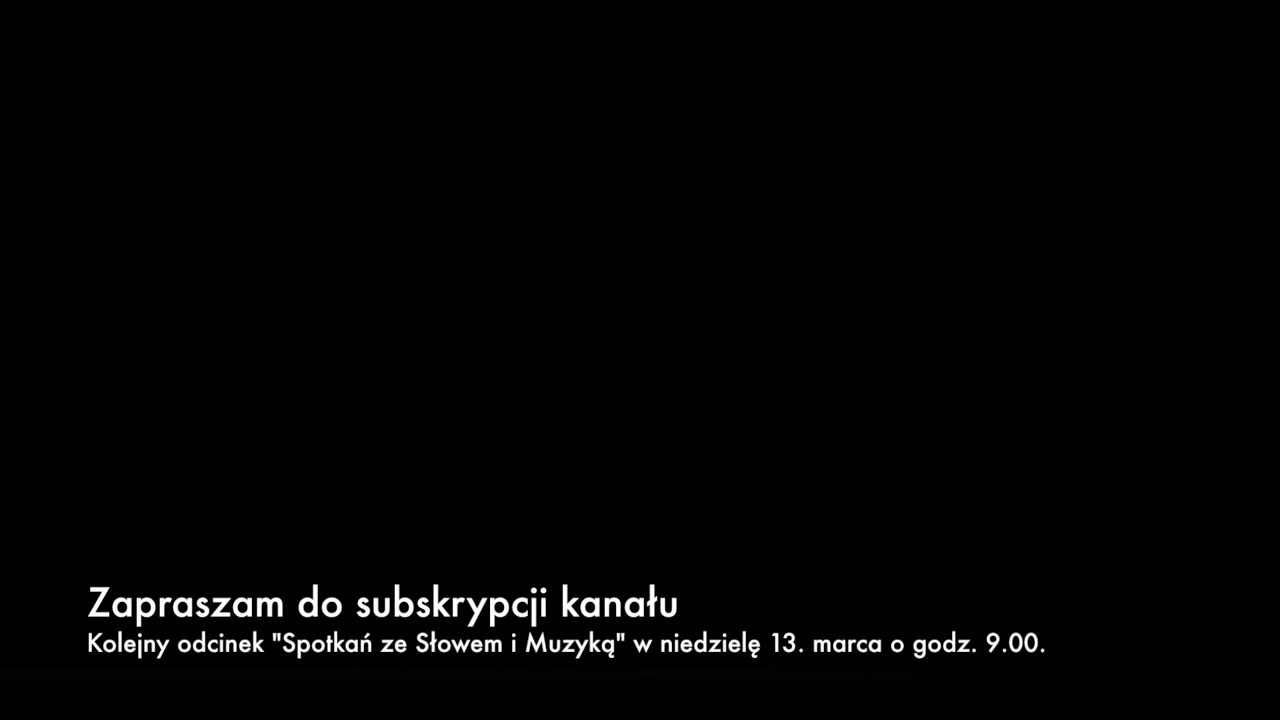 Zapraszam do subskrypcji kanału
Kolejny odcinek "Spotkań ze Słowem i Muzyką" w niedzielę 13. marca o godz. 9.00.